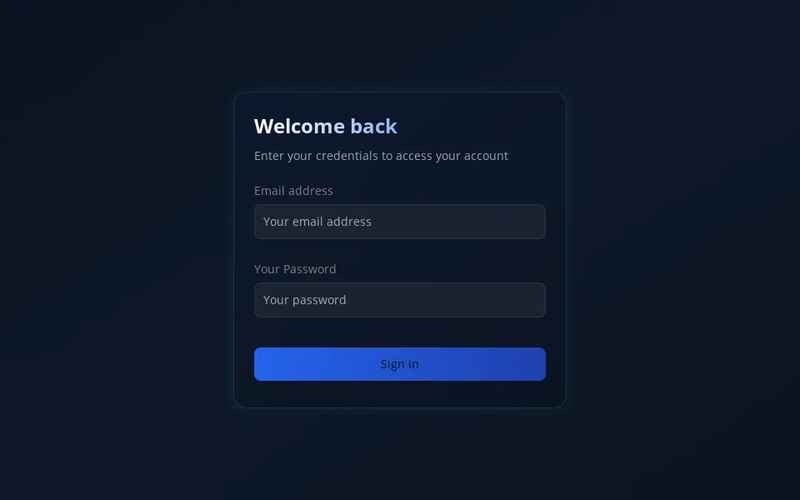 Welcome back
Enter your credentials to access your account
Email address
Your email address
Your Password
Your password
Sign in